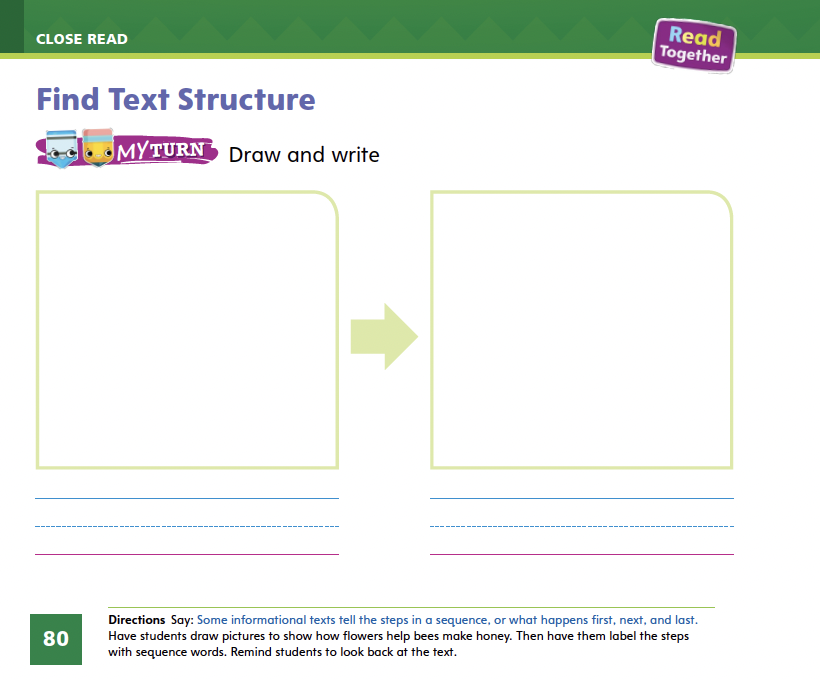 CLOSE READ
Read
Together
Find Text Structure
MY TURN
Draw and write
80
Directions Say: Some informational texts tell the steps in a sequence, or what happens first, next, and last.
Have students draw pictures to show how flowers help bees make honey. Then have them label the steps
with sequence words. Remind students to look back at the text.